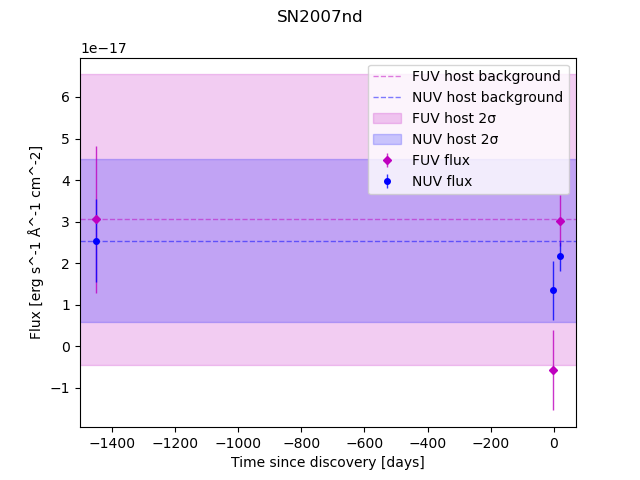 SN2007nd
1e−17
FUV host background
NUV host background
FUV host 2σ
NUV host 2σ
FUV flux
NUV flux
6
5
4
3
2
1
0
−1
Flux [erg s^-1 Å^-1 cm^-2]
−1400 −1200 −1000 −800 −600 −400 −200 0
Time since discovery [days]